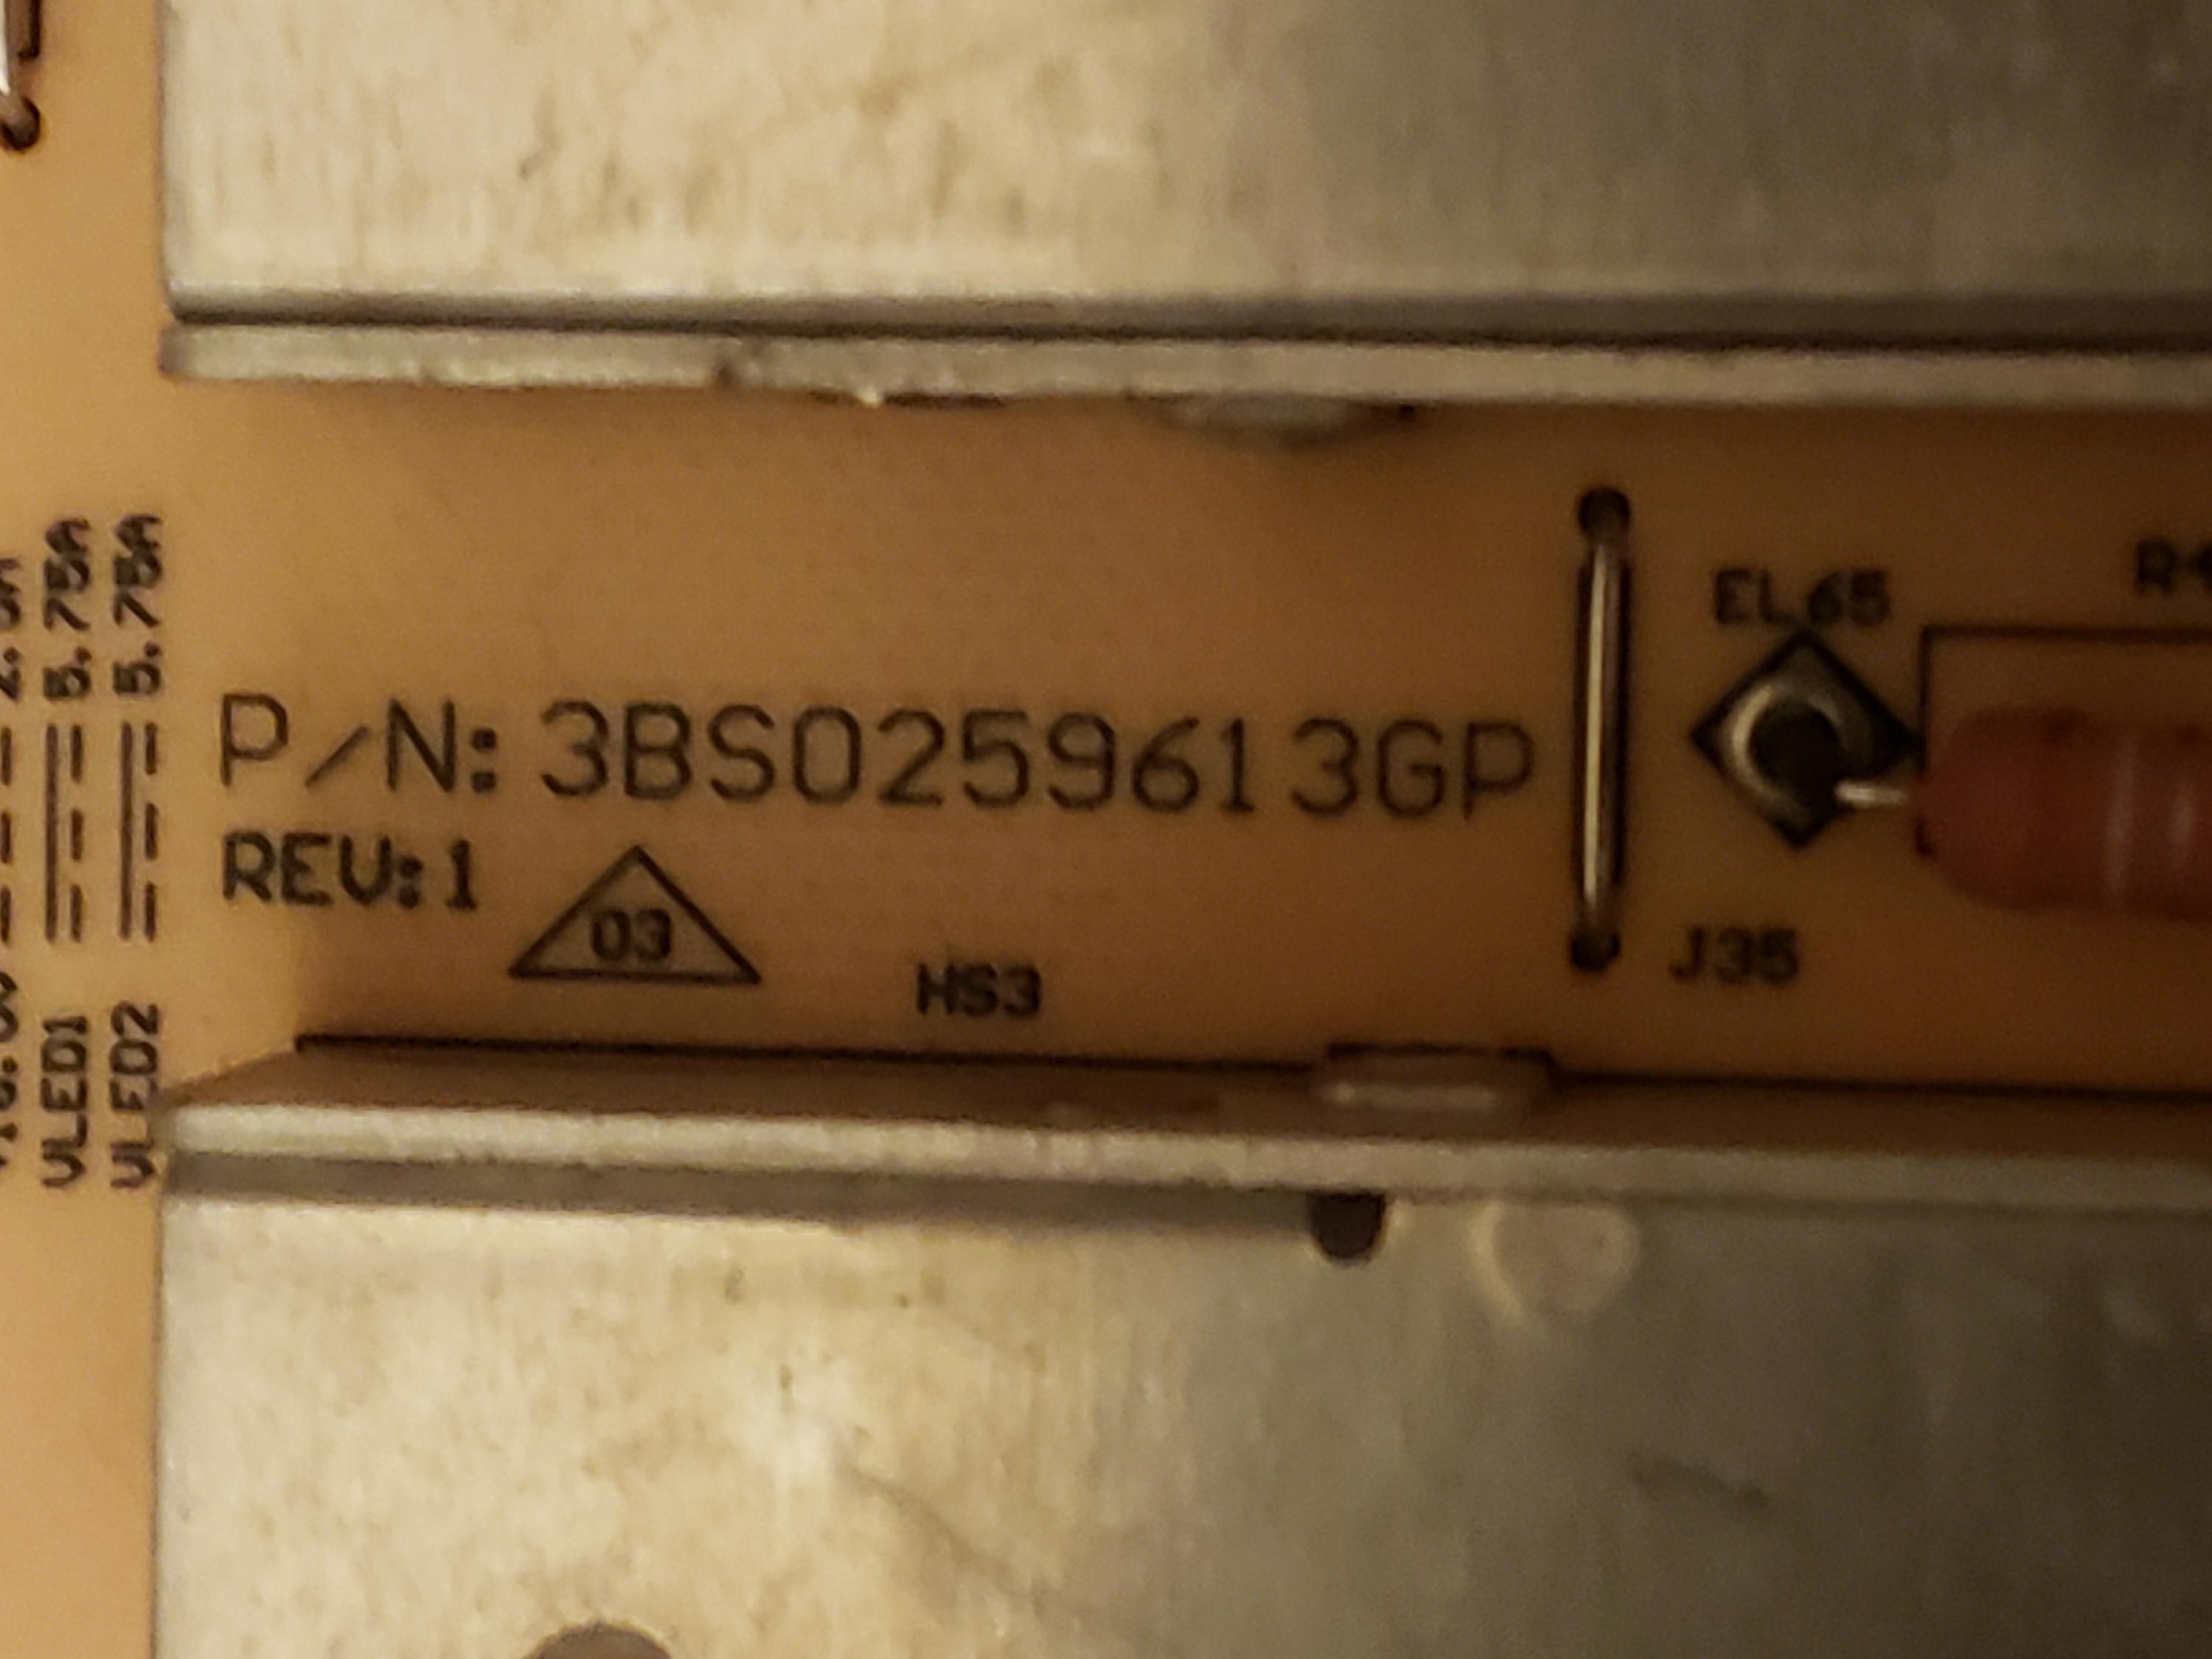 P/N: 3BS0259613GP
REV:1
03
HS3
EL65
J35
VLED1 5.75A
VLED2 5.75A